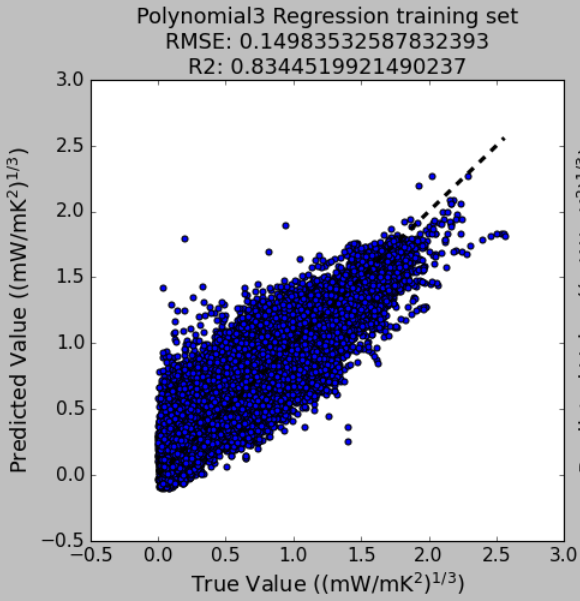 Polynomial3 Regression training set
RMSE: 0.14983532587832393
R2: 0.8344519921490237
3.0
2.5
2.0
1.5
1.0
0.5
0.0
−0.5
−0.5 0.0 0.5 1.0 1.5 2.0 2.5 3.0
Predicted Value ((mW/mK²)¹/³)
True Value ((mW/mK²)¹/³)